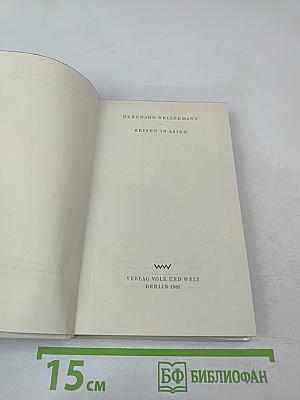 BERNHARD KELLERMANN
REISEN IN ASIEN
VERLAG VOLK UND WELT
BERLIN 1961
15 см
БФ БИБЛИОФАН